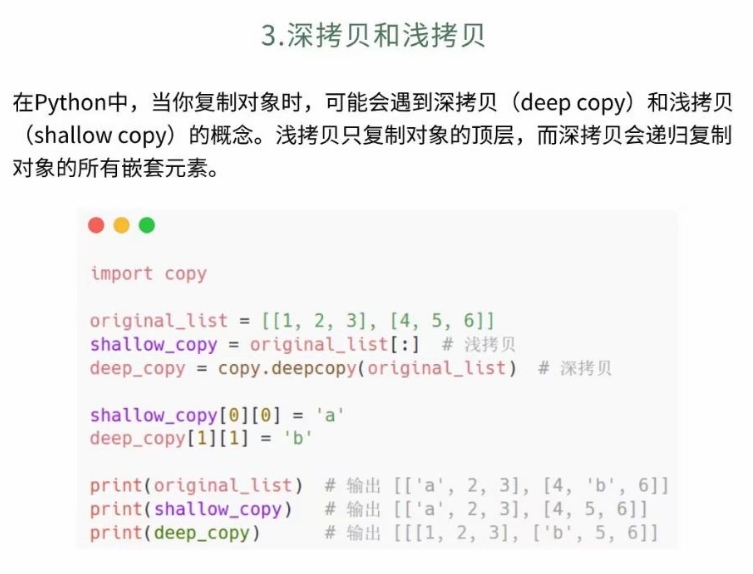 3.深拷贝和浅拷贝
在Python中，当你复制对象时，可能会遇到深拷贝（deep copy）和浅拷贝
（shallow copy）的概念。浅拷贝只复制对象的顶层，而深拷贝会递归复制
对象的所有嵌套元素。
import copy
original_list = [[1, 2, 3], [4, 5, 6]]
shallow_copy = original_list[:]  # 浅拷贝
deep_copy = copy.deepcopy(original_list)  # 深拷贝
shallow_copy[0][0] = 'a'
deep_copy[1][1] = 'b'
print(original_list)  # 输出 [['a', 2, 3], [4, 'b', 6]]
print(shallow_copy)   # 输出 [['a', 2, 3], [4, 5, 6]]
print(deep_copy)      # 输出 [[[1, 2, 3], ['b', 5, 6]]